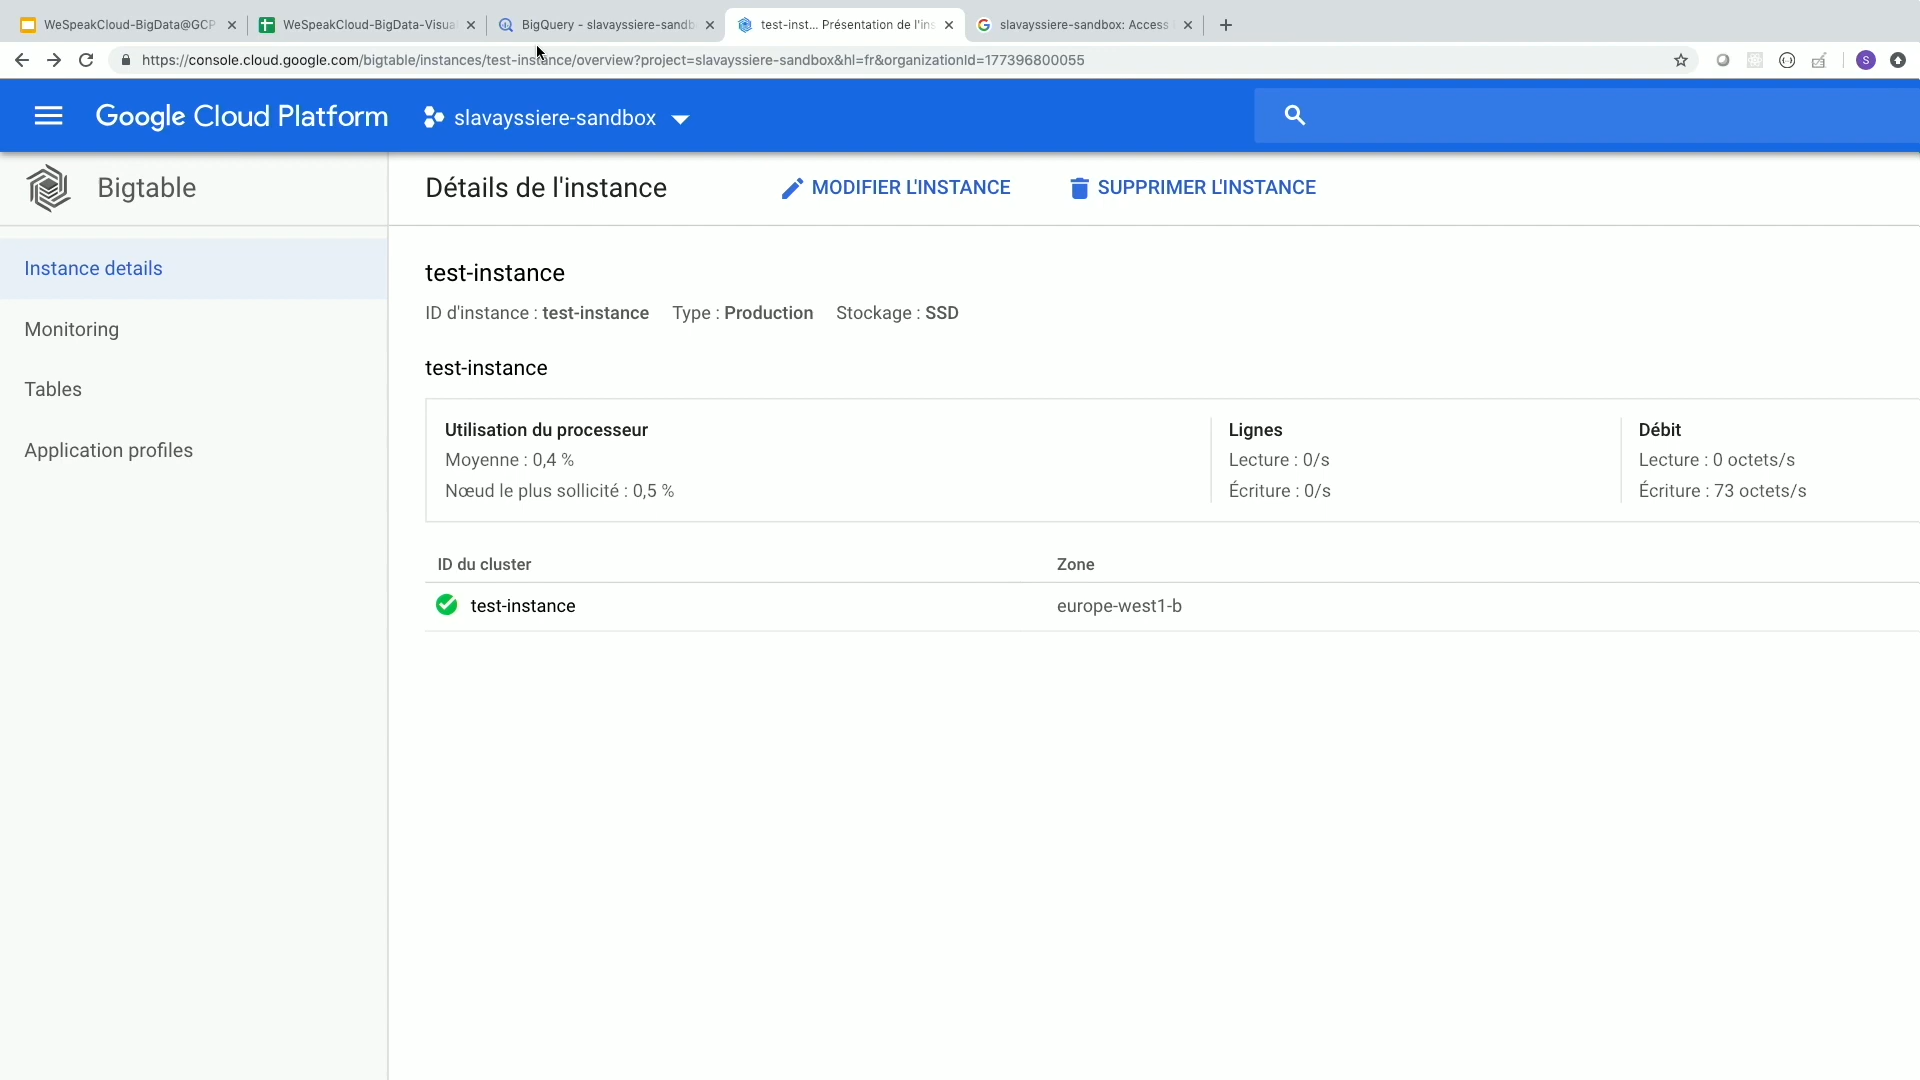 WeSpeakCloud-BigData@GCP
WeSpeakCloud-BigData-Visua
BigQuery - slavayssiere-sandb
test-inst... Présentation de l'ins
slavayssiere-sandbox: Access
https://console.cloud.google.com/bigtable/instances/test-instance/overview?project=slavayssiere-sandbox&hl=fr&organizationId=177396800055
S
Google Cloud Platform
slavayssiere-sandbox
Bigtable
Détails de l'instance
MODIFIER L'INSTANCE
SUPPRIMER L'INSTANCE
Instance details
Monitoring
Tables
Application profiles
test-instance
ID d'instance : test-instance Type : Production Stockage : SSD
test-instance
Utilisation du processeur
Moyenne : 0,4 %
Nœud le plus sollicité : 0,5 %
Lignes
Lecture : 0/s
Écriture : 0/s
Débit
Lecture : 0 octets/s
Écriture : 73 octets/s
ID du cluster
Zone
test-instance
europe-west1-b